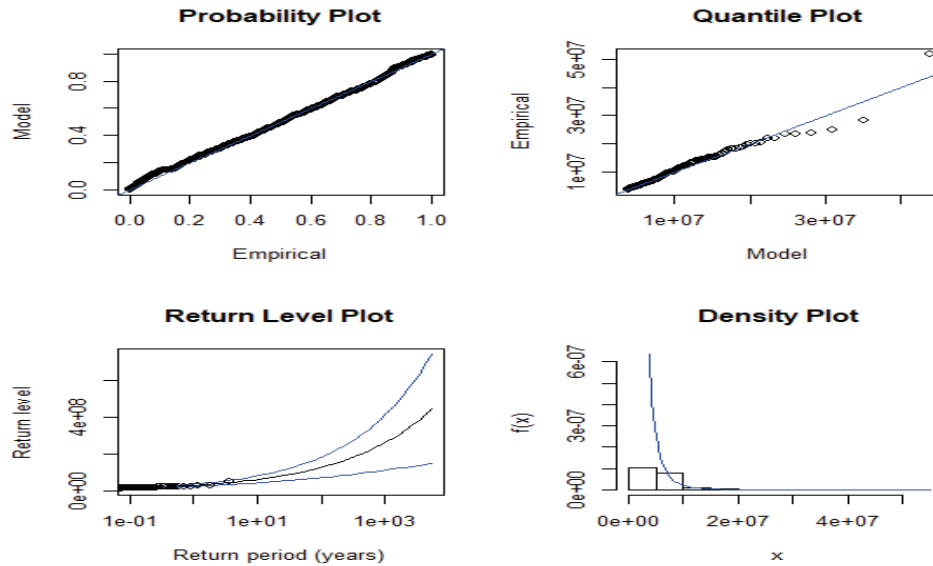 Probability Plot
Model
0.0 0.4 0.8
0.0 0.2 0.4 0.6 0.8 1.0
Empirical
Quantile Plot
Empirical
1e+07 3e+07 5e+07
1e+07 3e+07
Model
Return Level Plot
Return level
0e+00 4e+08
1e-01 1e+01 1e+03
Return period (years)
Density Plot
f(x)
0e+00 3e-07 6e-07
0e+00 2e+07 4e+07
x